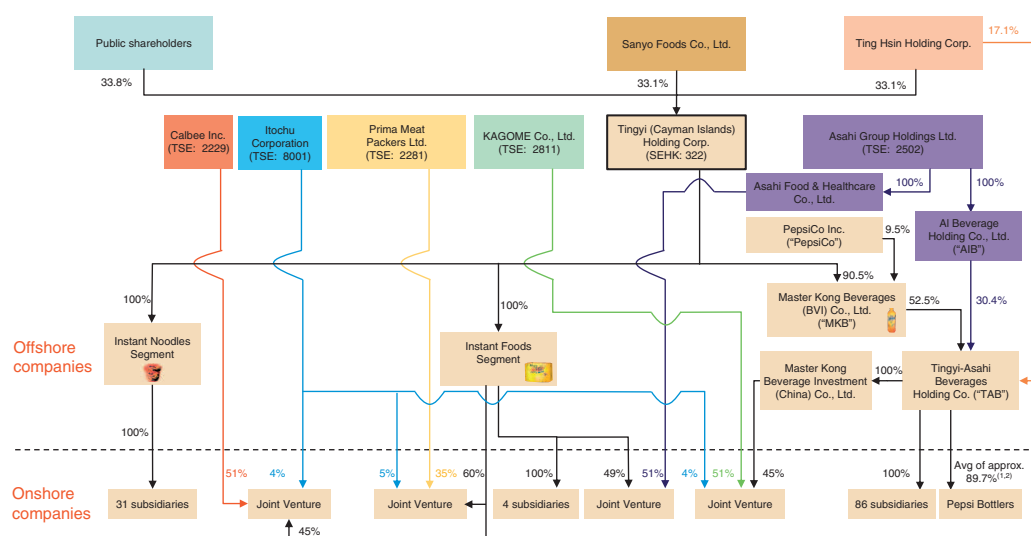 Public shareholders
Sanyo Foods Co., Ltd.
Ting Hsin Holding Corp.
17.1%
33.8%
33.1%
33.1%
Calbee Inc.
(TSE: 2229)
Itochu
Corporation
(TSE: 8001)
Prima Meat
Packers Ltd.
(TSE: 2281)
KAGOME Co., Ltd.
(TSE: 2811)
Tingyi (Cayman Islands)
Holding Corp.
(SEHK: 322)
Asahi Group Holdings Ltd.
(TSE: 2502)
100%
100%
Asahi Food & Healthcare
Co., Ltd.
PepsiCo Inc.
("PepsiCo")
9.5%
AI Beverage
Holding Co., Ltd.
("AIB")
90.5%
100%
100%
Master Kong Beverages
(BVI) Co., Ltd.
("MKB")
52.5%
30.4%
Offshore
companies
Instant Noodles
Segment
Instant Foods
Segment
Master Kong
Beverage Investment
(China) Co., Ltd.
100%
Tingyi-Asahi
Beverages
Holding Co. ("TAB")
100%
51%
4%
5%
35%
60%
100%
49%
51%
4%
51%
45%
100%
Avg of approx.
89.7%(1,2)
Onshore
companies
31 subsidiaries
Joint Venture
Joint Venture
4 subsidiaries
Joint Venture
Joint Venture
86 subsidiaries
Pepsi Bottlers
45%